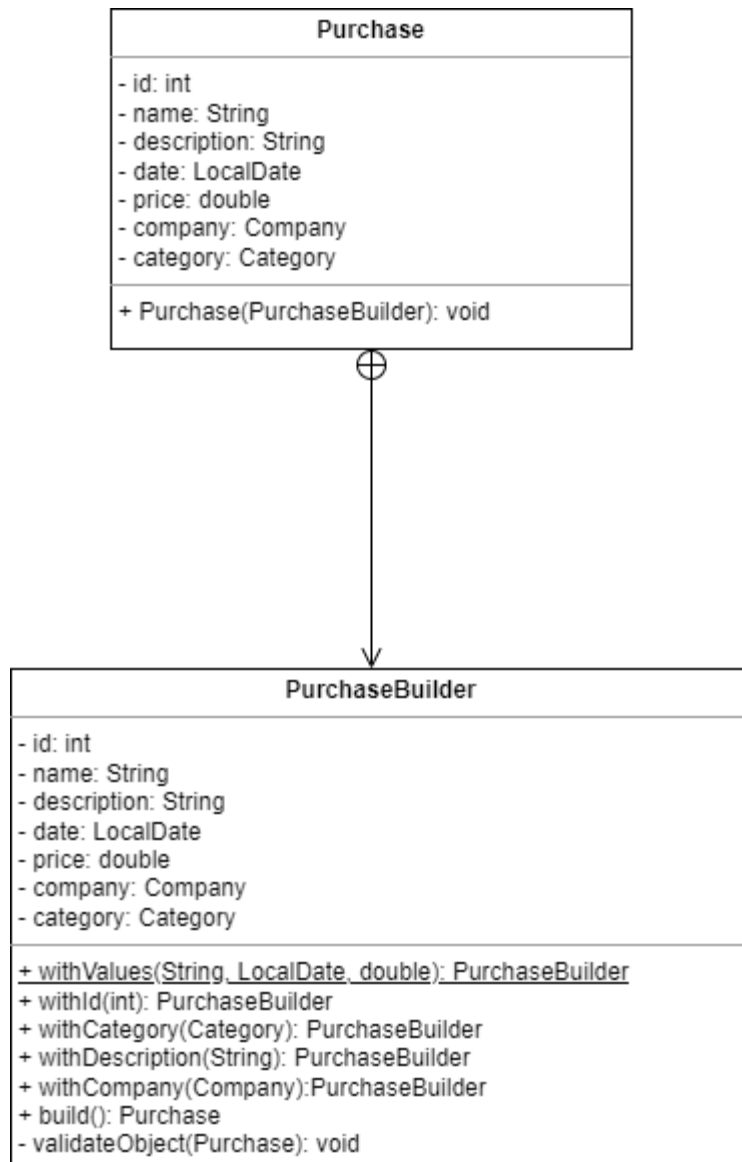 Purchase
- id: int
- name: String
- description: String
- date: LocalDate
- price: double
- company: Company
- category: Category
+ Purchase(PurchaseBuilder): void
PurchaseBuilder
- id: int
- name: String
- description: String
- date: LocalDate
- price: double
- company: Company
- category: Category
+ withValues(String, LocalDate, double): PurchaseBuilder
+ withId(int): PurchaseBuilder
+ withCategory(Category): PurchaseBuilder
+ withDescription(String): PurchaseBuilder
+ withCompany(Company):PurchaseBuilder
+ build(): Purchase
- validateObject(Purchase): void